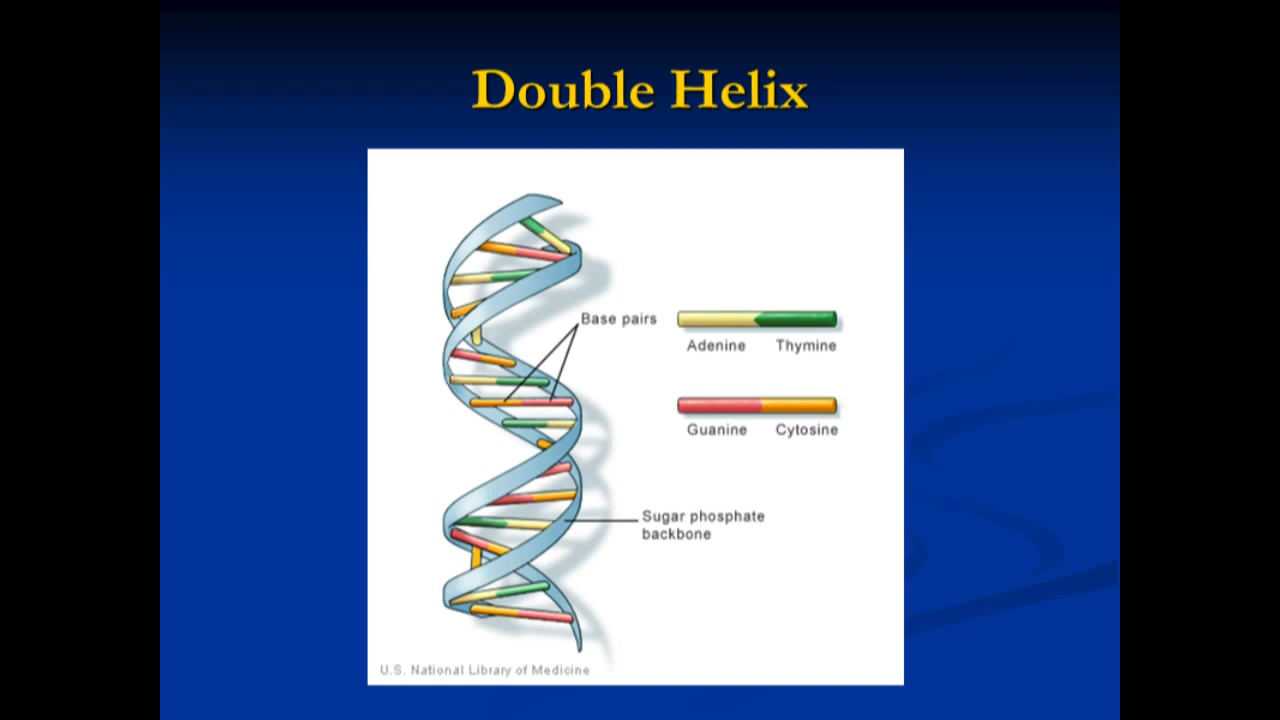 Double Helix
Base pairs
Adenine Thymine
Guanine Cytosine
Sugar phosphate
backbone
U.S. National Library of Medicine